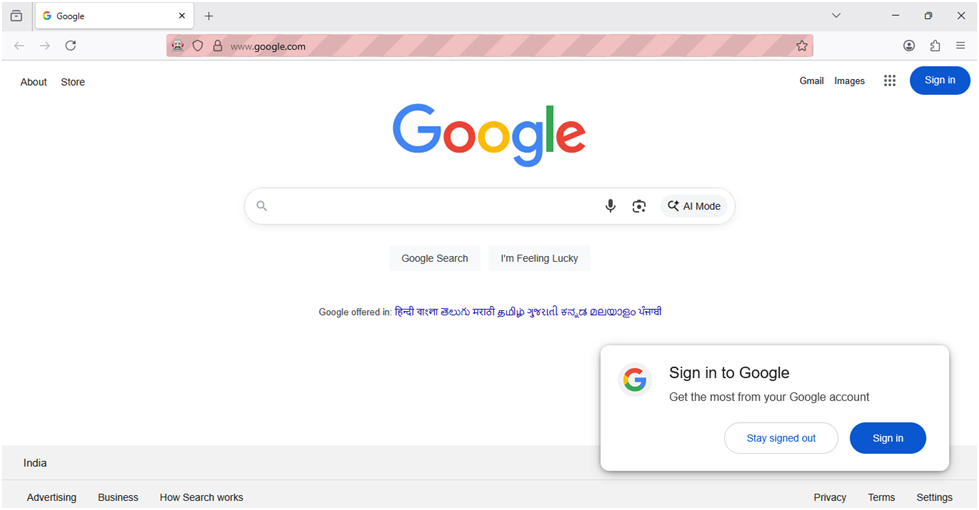 Google
www.google.com
About Store Gmail Images Sign in
Google
AI Mode
Google Search I'm Feeling Lucky
Google offered in: हिन्दी বাংলা తెలుగు मराठी தமிழ் ગુજરાતી ಕನ್ನಡ മലയാളം ਪੰਜਾਬੀ
Sign in to Google
Get the most from your Google account
Stay signed out Sign in
India
Advertising Business How Search works Privacy Terms Settings